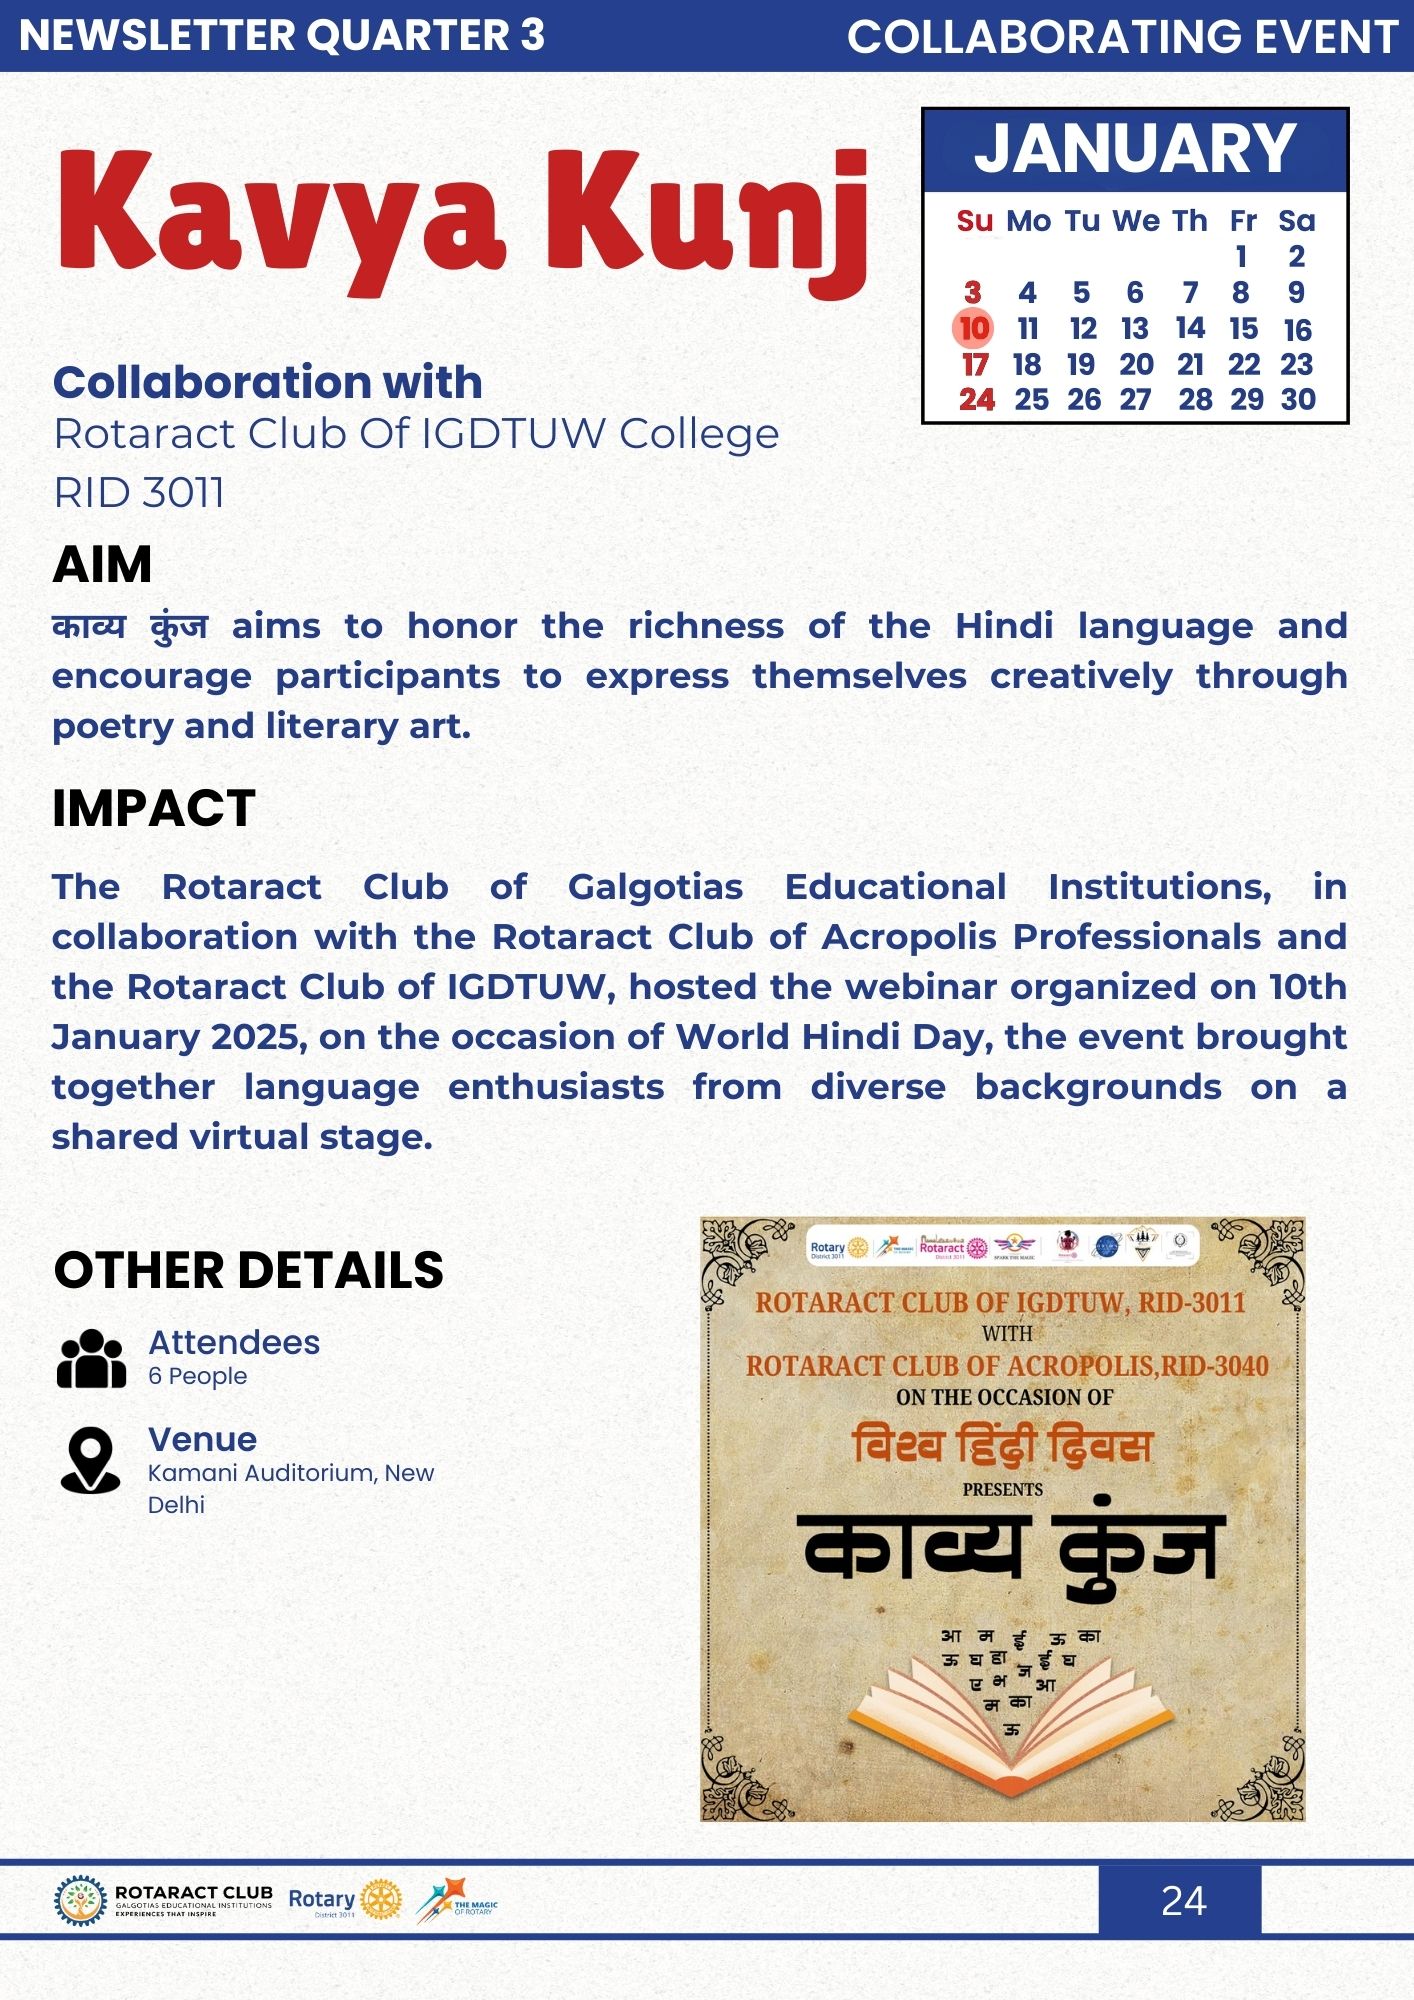 NEWSLETTER QUARTER 3
COLLABORATING EVENT
Kavya Kunj
JANUARY
Su Mo Tu We Th Fr Sa
1 2
3 4 5 6 7 8 9
10 11 12 13 14 15 16
17 18 19 20 21 22 23
24 25 26 27 28 29 30
Collaboration with
Rotaract Club Of IGDTUW College
RID 3011
AIM
काव्य कुंज aims to honor the richness of the Hindi language and
encourage participants to express themselves creatively through
poetry and literary art.
IMPACT
The Rotaract Club of Galgotias Educational Institutions, in
collaboration with the Rotaract Club of Acropolis Professionals and
the Rotaract Club of IGDTUW, hosted the webinar organized on 10th
January 2025, on the occasion of World Hindi Day, the event brought
together language enthusiasts from diverse backgrounds on a
shared virtual stage.
OTHER DETAILS
Attendees
6 People
Venue
Kamani Auditorium, New
Delhi
Rotary
District 3011
THE MAGIC
OF ROTARY
Rotaract
District 3011
SPARK THE MAGIC
ROTARACT CLUB OF IGDTUW, RID-3011
WITH
ROTARACT CLUB OF ACROPOLIS,RID-3040
ON THE OCCASION OF
विश्व हिंदी दिवस
PRESENTS
काव्य कुंज
आ म ई ऊ का
ऊ घ हा ज ई घ
ए भ आ
म का
ऊ
ROTARACT CLUB
GALGOTIAS EDUCATIONAL INSTITUTIONS
EXPERIENCES THAT INSPIRE
Rotary
District 3011
THE MAGIC
OF ROTARY
24